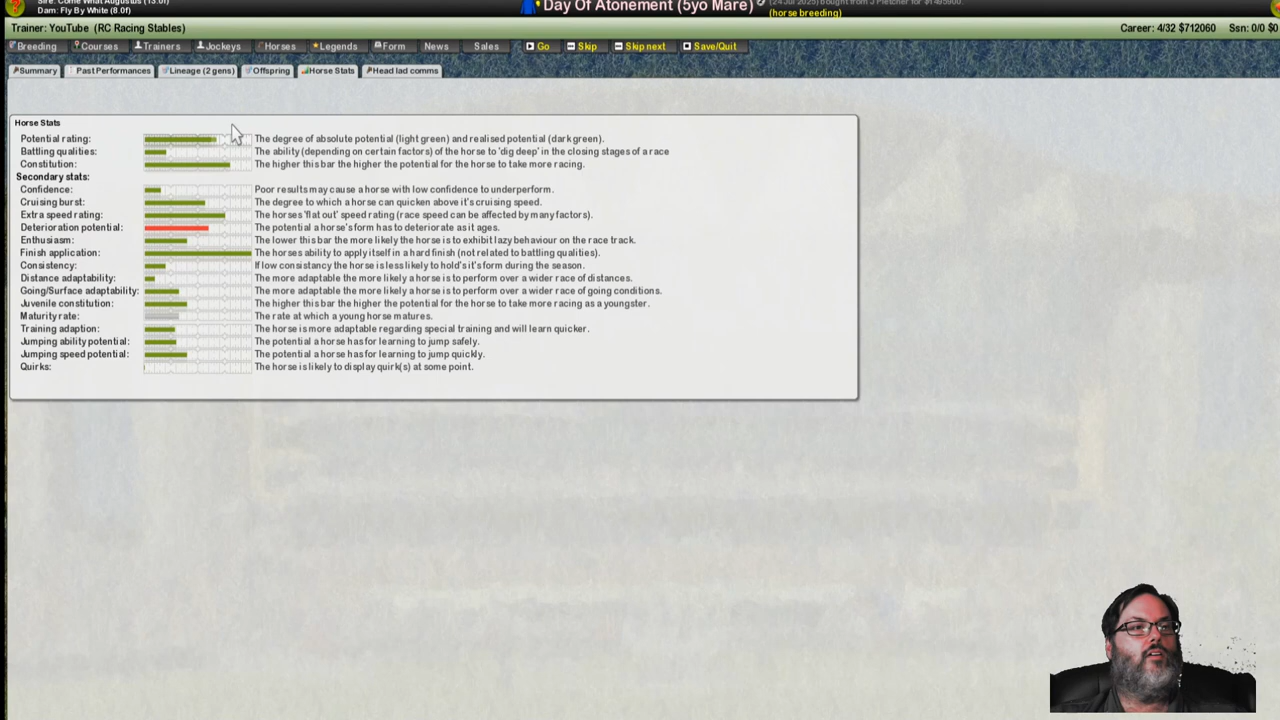 Sire: Come What Augustus (13.0f)
Dam: Fly By White (8.0f)
Day Of Atonement (5yo Mare)
(24 Jul 2025) bought from J Pletcher for $1495900.
(horse breeding)
Trainer: YouTube (RC Racing Stables)
Career: 4/32 $712060 Ssn: 0/0 $0
Breeding Courses Trainers Jockeys Horses Legends Form News Sales Go Skip Skip next Save/Quit
Summary Past Performances Lineage (2 gens) Offspring Horse Stats Head lad comms
Horse Stats
Potential rating: The degree of absolute potential (light green) and realised potential (dark green).
Battling qualities: The ability (depending on certain factors) of the horse to 'dig deep' in the closing stages of a race
Constitution: The higher this bar the higher the potential for the horse to take more racing.
Secondary stats:
Confidence: Poor results may cause a horse with low confidence to underperform.
Cruising burst: The degree to which a horse can quicken above it's cruising speed.
Extra speed rating: The horses 'flat out' speed rating (race speed can be affected by many factors).
Deterioration potential: The potential a horse's form has to deteriorate as it ages.
Enthusiasm: The lower this bar the more likely the horse is to exhibit lazy behaviour on the race track.
Finish application: The horses ability to apply itself in a hard finish (not related to battling qualities).
Consistency: If low consistancy the horse is less likely to hold's it's form during the season.
Distance adaptability: The more adaptable the more likely a horse is to perform over a wider race of distances.
Going/Surface adaptability: The more adaptable the more likely a horse is to perform over a wider race of going conditions.
Juvenile constitution: The higher this bar the higher the potential for the horse to take more racing as a youngster.
Maturity rate: The rate at which a young horse matures.
Training adaption: The horse is more adaptable regarding special training and will learn quicker.
Jumping ability potential: The potential a horse has for learning to jump safely.
Jumping speed potential: The potential a horse has for learning to jump quickly.
Quirks: The horse is likely to display quirk(s) at some point.